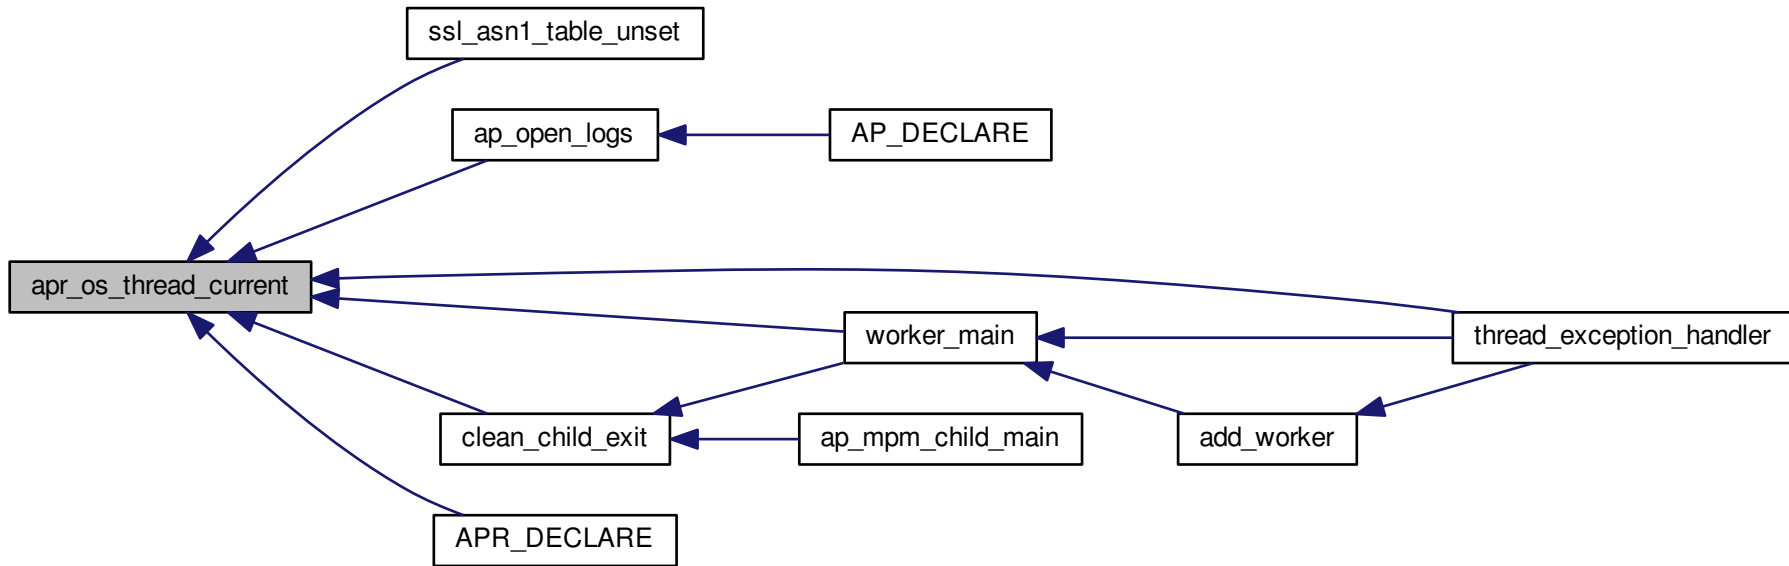 ssl_asn1_table_unset
ap_open_logs
AP_DECLARE
apr_os_thread_current
worker_main
thread_exception_handler
clean_child_exit
ap_mpm_child_main
add_worker
APR_DECLARE